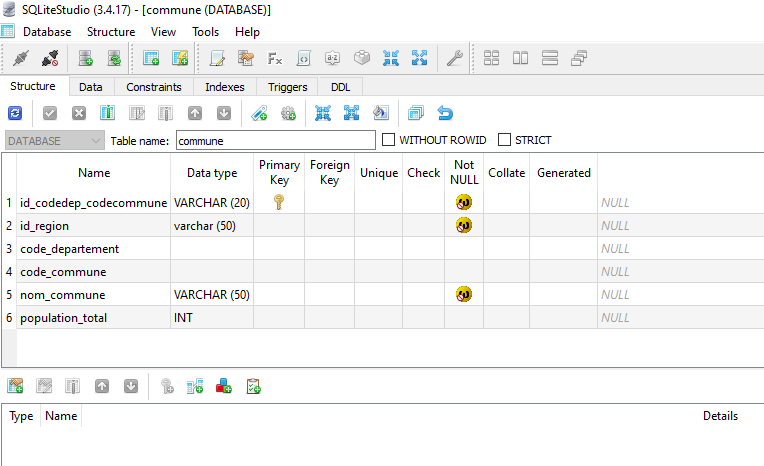 SQLiteStudio (3.4.17) - [commune (DATABASE)]
Database Structure View Tools Help
Structure Data Constraints Indexes Triggers DDL
DATABASE Table name: commune WITHOUT ROWID STRICT
Name Data type Primary Key Foreign Key Unique Check Not NULL Collate Generated
1 id_codedep_codecommune VARCHAR (20) NULL
2 id_region varchar (50) NULL
3 code_departement NULL
4 code_commune NULL
5 nom_commune VARCHAR (50) NULL
6 population_total INT NULL
Type Name Details